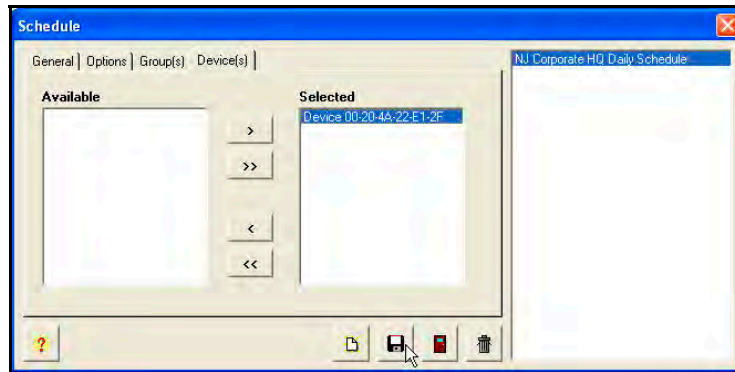 Schedule
General Options Group(s) Device(s)
NJ Corporate HQ Daily Schedule
Available
Selected
Device 00-20-4A-22-E1-2F
>
>>
<
<<
?